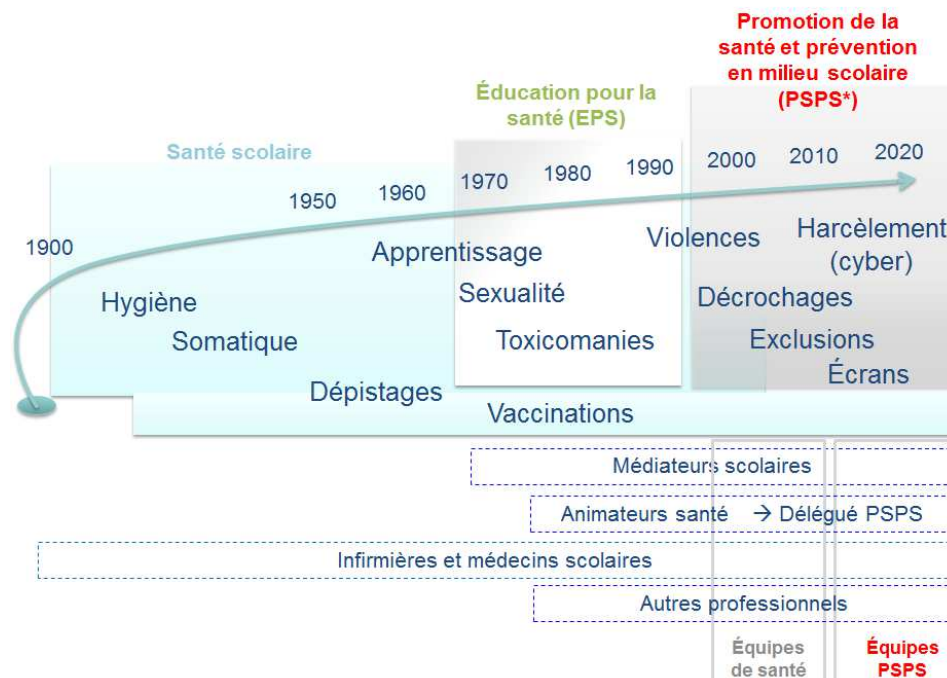 Promotion de la
santé et prévention
en milieu scolaire
(PSPS*)
Éducation pour la
santé (EPS)
Santé scolaire
1900
1950
1960
1970
1980
1990
2000
2010
2020
Apprentissage
Violences
Harcèlement
(cyber)
Hygiène
Sexualité
Décrochages
Somatique
Toxicomanies
Exclusions
Écrans
Dépistages
Vaccinations
Médiateurs scolaires
Animateurs santé → Délégué PSPS
Infirmières et médecins scolaires
Autres professionnels
Équipes
de santé
Équipes
PSPS